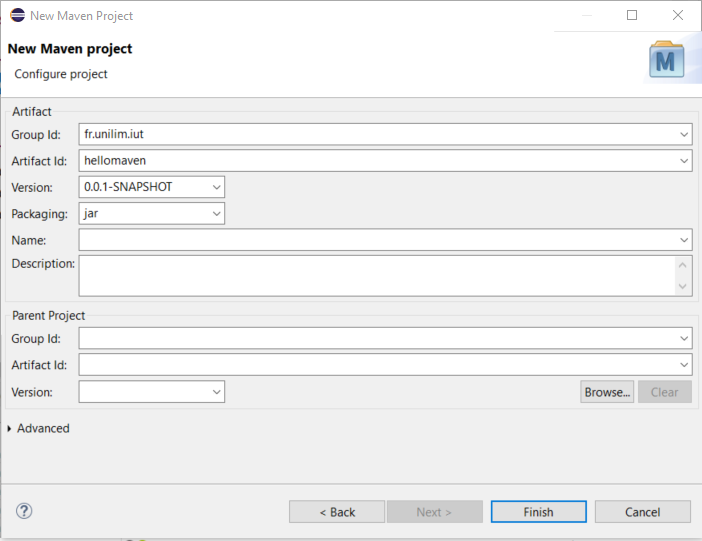 New Maven Project
New Maven project
Configure project
M
Artifact
Group Id: fr.unilim.iut
Artifact Id: hellomaven
Version: 0.0.1-SNAPSHOT
Packaging: jar
Name:
Description:
Parent Project
Group Id:
Artifact Id:
Version: Browse... Clear
Advanced
? < Back Next > Finish Cancel